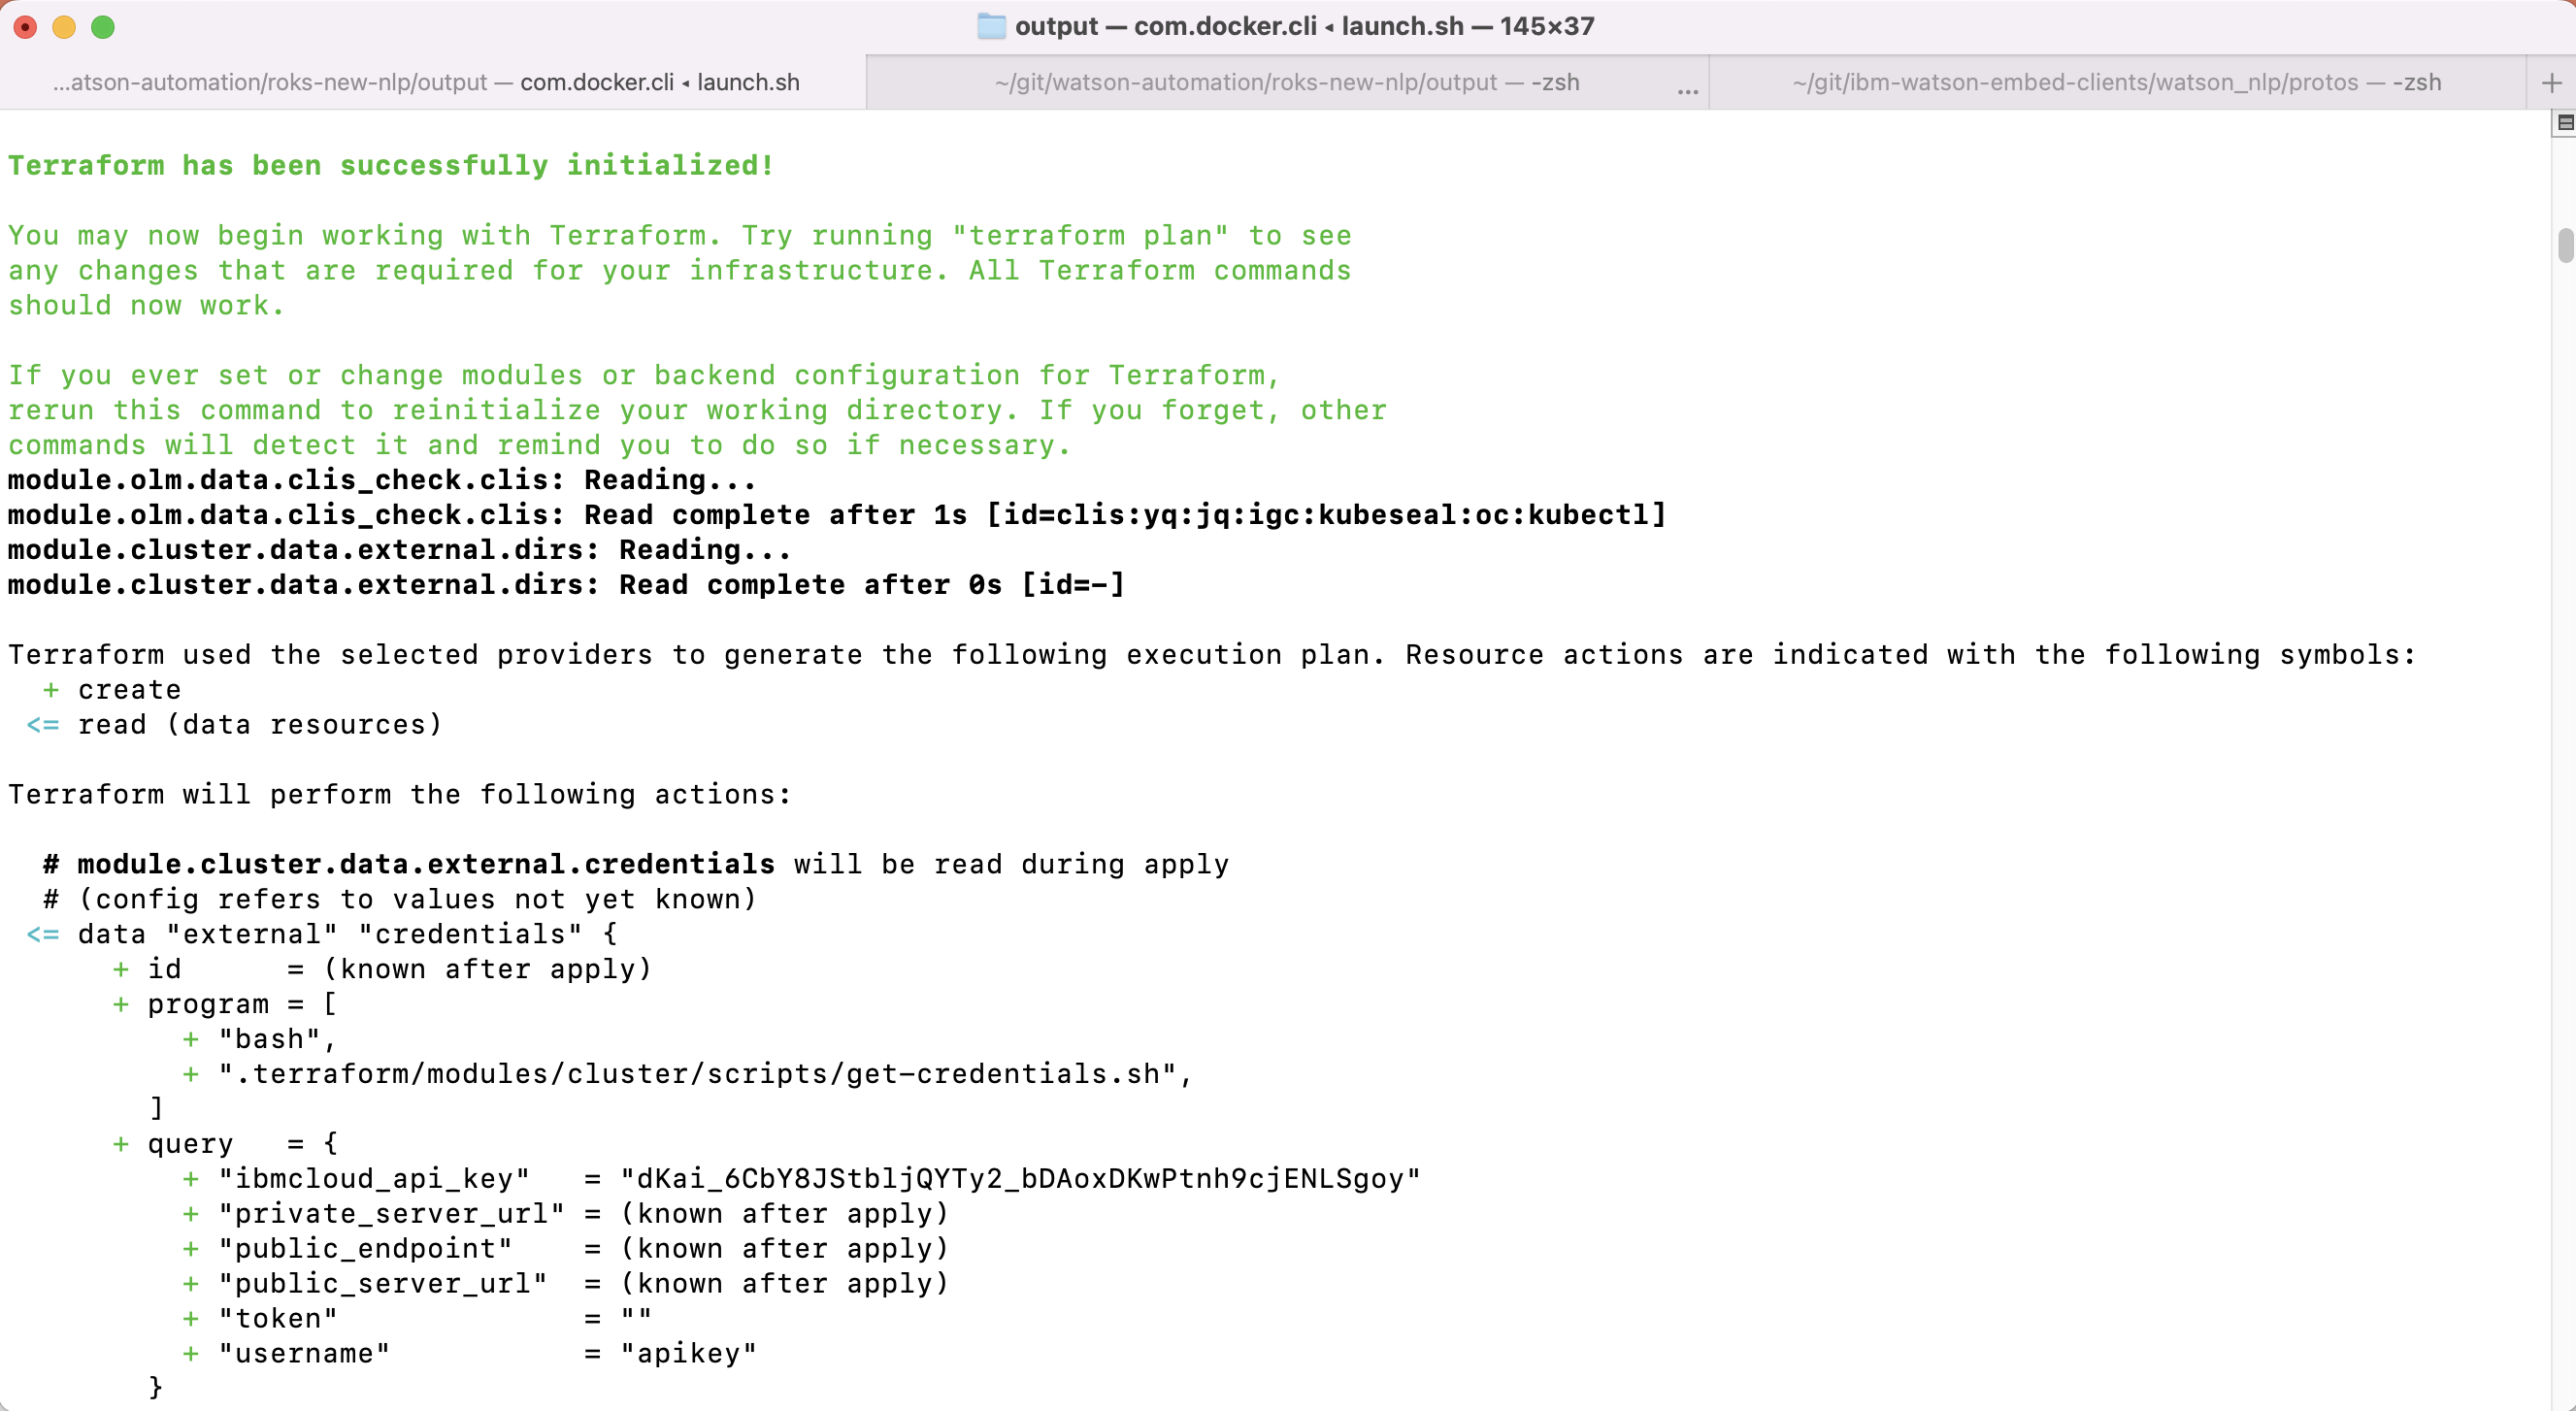 output — com.docker.cli ◂ launch.sh — 145×37
...atson-automation/roks-new-nlp/output — com.docker.cli ◂ launch.sh
~/git/watson-automation/roks-new-nlp/output — -zsh ...
~/git/ibm-watson-embed-clients/watson_nlp/protos — -zsh +
Terraform has been successfully initialized!
You may now begin working with Terraform. Try running "terraform plan" to see
any changes that are required for your infrastructure. All Terraform commands
should now work.
If you ever set or change modules or backend configuration for Terraform,
rerun this command to reinitialize your working directory. If you forget, other
commands will detect it and remind you to do so if necessary.
module.olm.data.clis_check.clis: Reading...
module.olm.data.clis_check.clis: Read complete after 1s [id=clis:yq:jq:igc:kubeseal:oc:kubectl]
module.cluster.data.external.dirs: Reading...
module.cluster.data.external.dirs: Read complete after 0s [id=-]
Terraform used the selected providers to generate the following execution plan. Resource actions are indicated with the following symbols:
  + create
 <= read (data resources)
Terraform will perform the following actions:
  # module.cluster.data.external.credentials will be read during apply
  # (config refers to values not yet known)
 <= data "external" "credentials" {
      + id      = (known after apply)
      + program = [
          + "bash",
          + ".terraform/modules/cluster/scripts/get-credentials.sh",
        ]
      + query   = {
          + "ibmcloud_api_key"   = "dKai_6CbY8JStbljQYTy2_bDAoxDKwPtnh9cjENLSgoy"
          + "private_server_url" = (known after apply)
          + "public_endpoint"    = (known after apply)
          + "public_server_url"  = (known after apply)
          + "token"              = ""
          + "username"           = "apikey"
        }